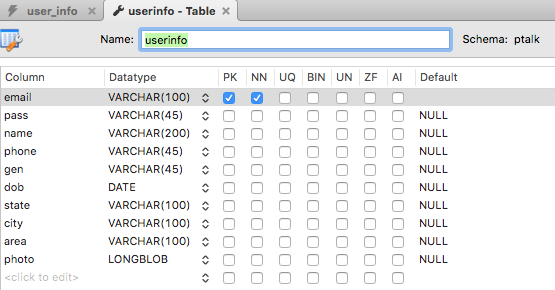 user_info userinfo - Table
Name: userinfo Schema: ptalk
Column Datatype PK NN UQ BIN UN ZF AI Default
email VARCHAR(100)
pass VARCHAR(45) NULL
name VARCHAR(200) NULL
phone VARCHAR(45) NULL
gen VARCHAR(45) NULL
dob DATE NULL
state VARCHAR(100) NULL
city VARCHAR(100) NULL
area VARCHAR(100) NULL
photo LONGBLOB NULL
<click to edit>